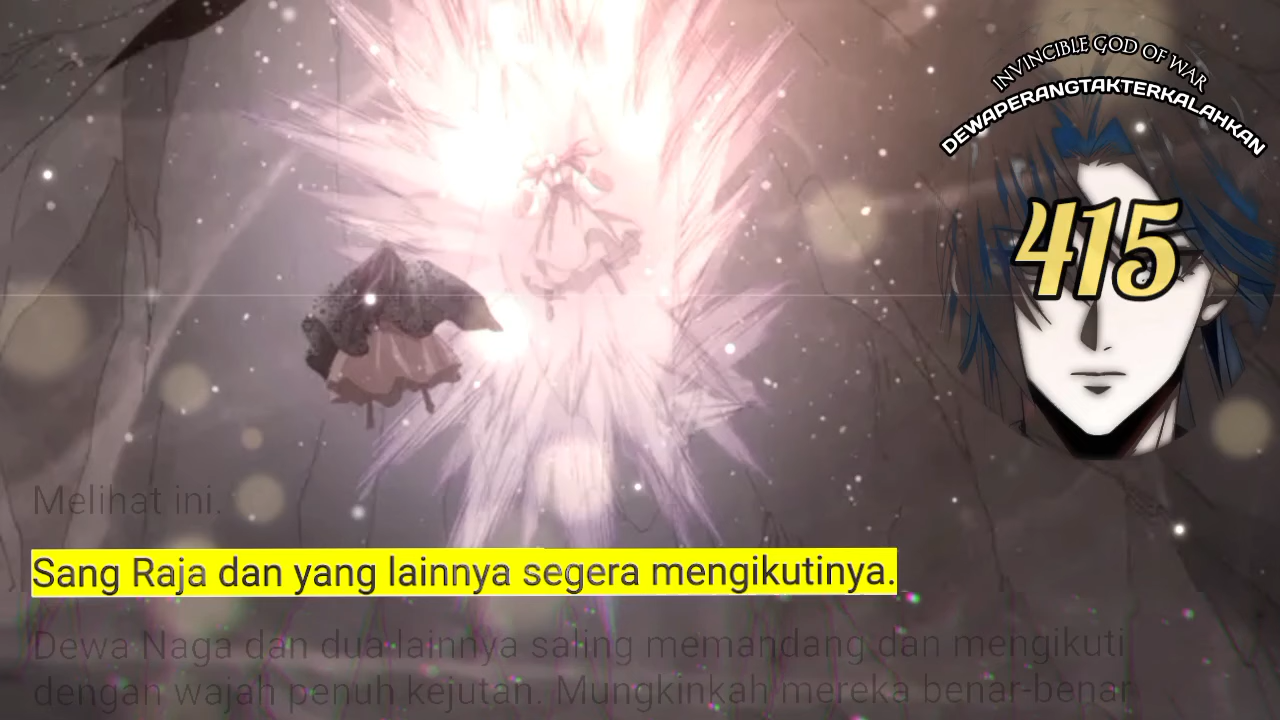 INVINCIBLE GOD OF WAR
DEWAPERANGTAKTERKALAHKAN
415
Melihat ini.
Sang Raja dan yang lainnya segera mengikutinya.
Dewa Naga dan dua lainnya saling memandang dan mengikuti
dengan wajah penuh kejutan. Mungkinkah mereka benar-benar